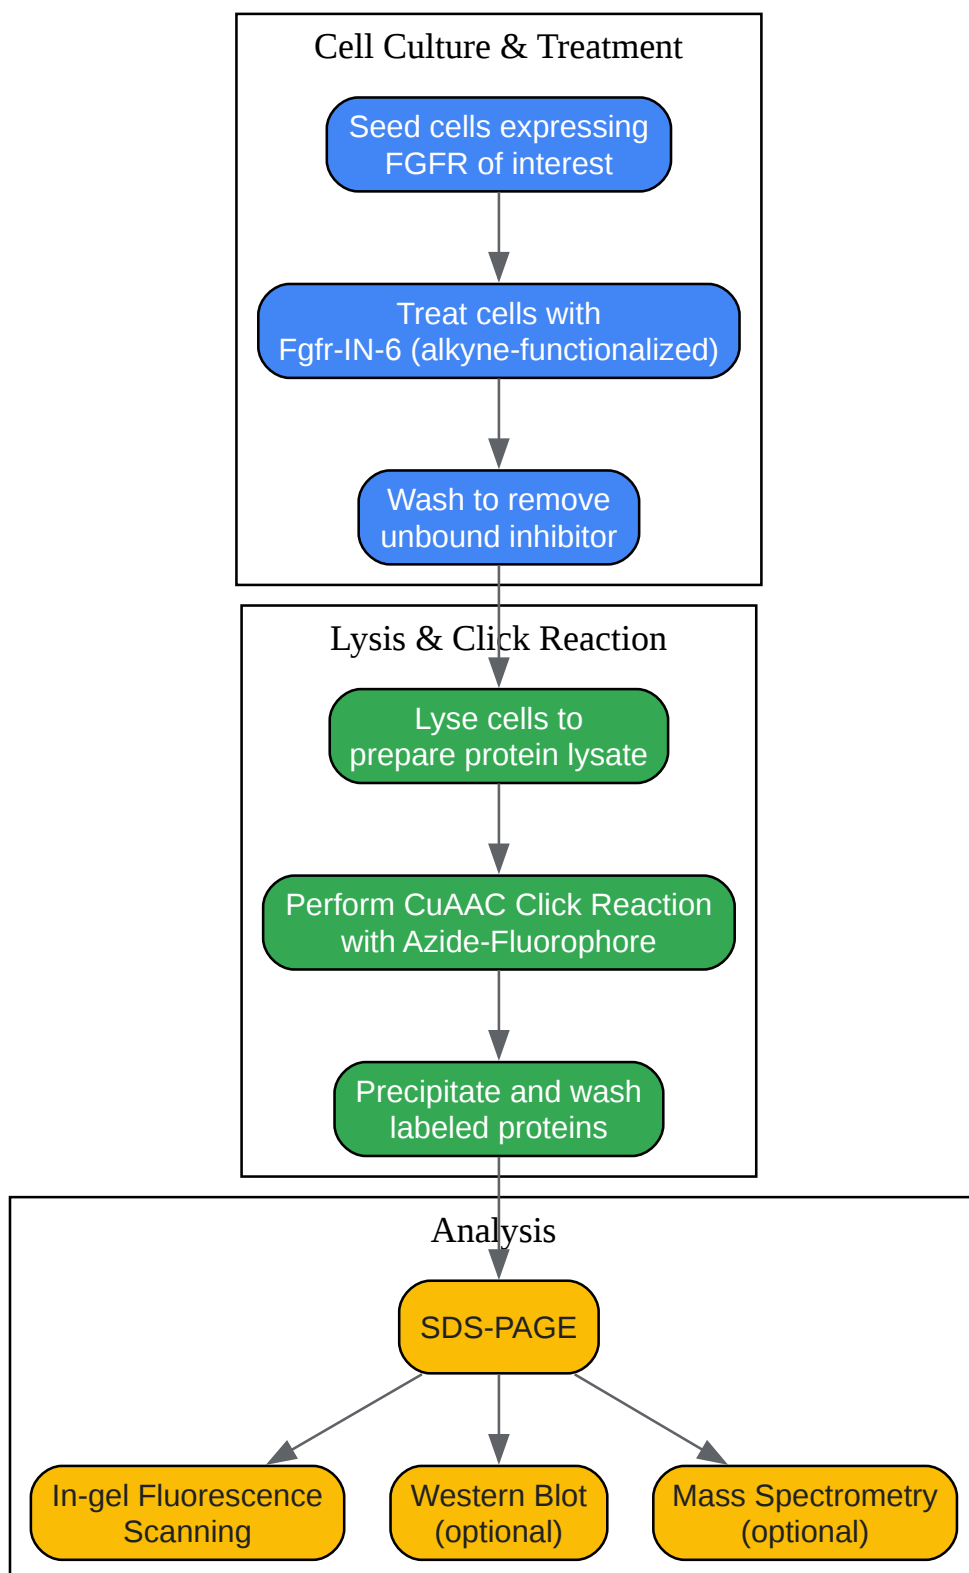 Cell Culture & Treatment
Seed cells expressing
FGFR of interest
Treat cells with
Fgfr-IN-6 (alkyne-functionalized)
Wash to remove
unbound inhibitor
Lysis & Click Reaction
Lyse cells to
prepare protein lysate
Perform CuAAC Click Reaction
with Azide-Fluorophore
Precipitate and wash
labeled proteins
Analysis
SDS-PAGE
In-gel Fluorescence
Scanning
Western Blot
(optional)
Mass Spectrometry
(optional)